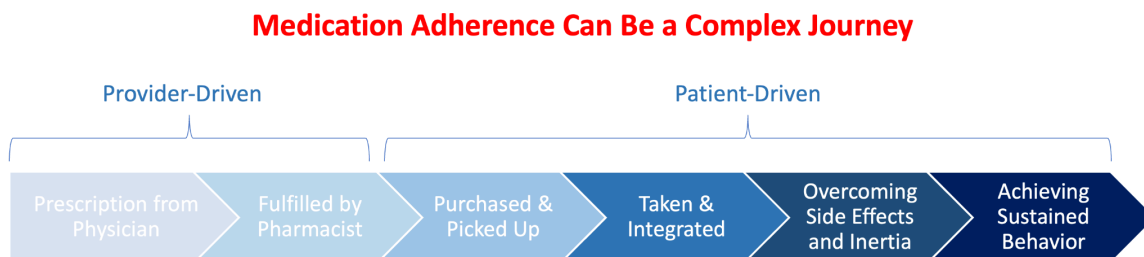 Medication Adherence Can Be a Complex Journey
Provider-Driven
Patient-Driven
Prescription from
Physician
Fulfilled by
Pharmacist
Purchased &
Picked Up
Taken &
Integrated
Overcoming
Side Effects
and Inertia
Achieving
Sustained
Behavior